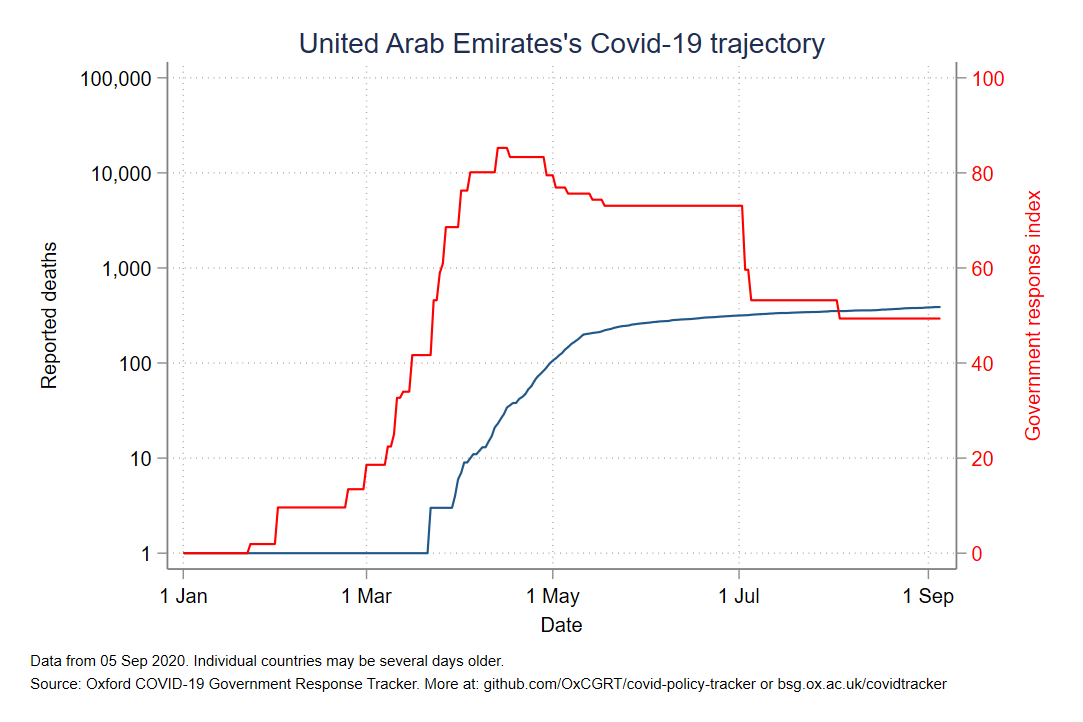 United Arab Emirates's Covid-19 trajectory
100,000
10,000
1,000
100
10
1
Reported deaths
100
80
60
40
20
0
Government response index
1 Jan
1 Mar
1 May
1 Jul
1 Sep
Date
Data from 05 Sep 2020. Individual countries may be several days older.
Source: Oxford COVID-19 Government Response Tracker. More at: github.com/OxCGRT/covid-policy-tracker or bsg.ox.ac.uk/covidtracker